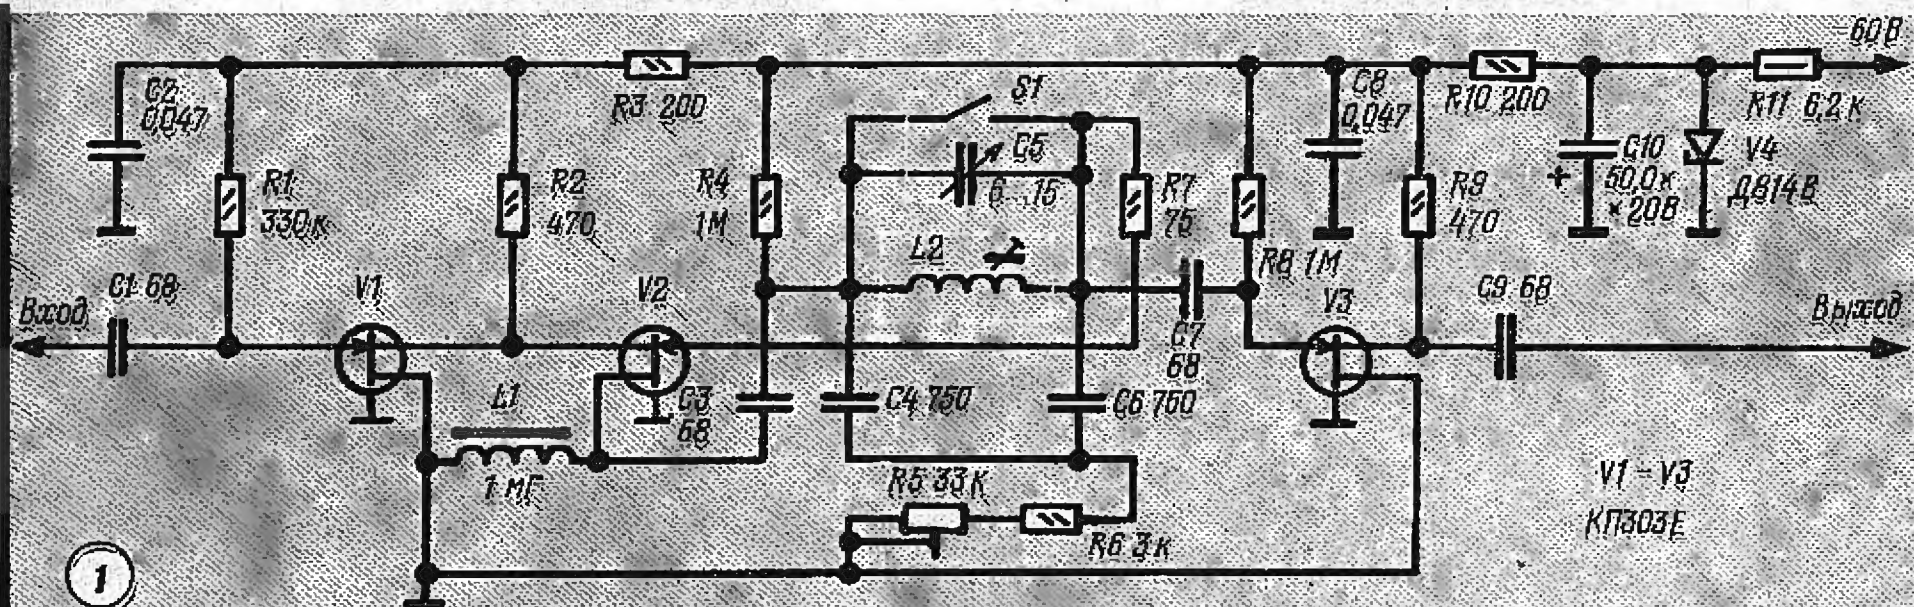 -60В
C2
0,047
R3 200
S1
C8
0,047
R10 200
R11 6,2 к
C5
6...15
R1
330к
R2
470
R4
1М
R7
75
R9
470
C10
50,0 к
× 20В
+
V4
Д814В
L2
R8 1М
C1 68
V1
V2
V3
C9 68
Вход
Выход
C7
68
L1
C3
68
C4 750
C6 750
1 мГ
R5 33 к
R6 3 к
V1 - V3
КП303Е
1